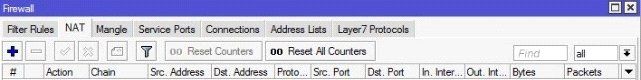 Firewall
Filter Rules NAT Mangle Service Ports Connections Address Lists Layer7 Protocols
00 Reset Counters 00 Reset All Counters Find all
# Action Chain Src. Address Dst. Address Proto... Src. Port Dst. Port In. Inter... Out. Int... Bytes Packets